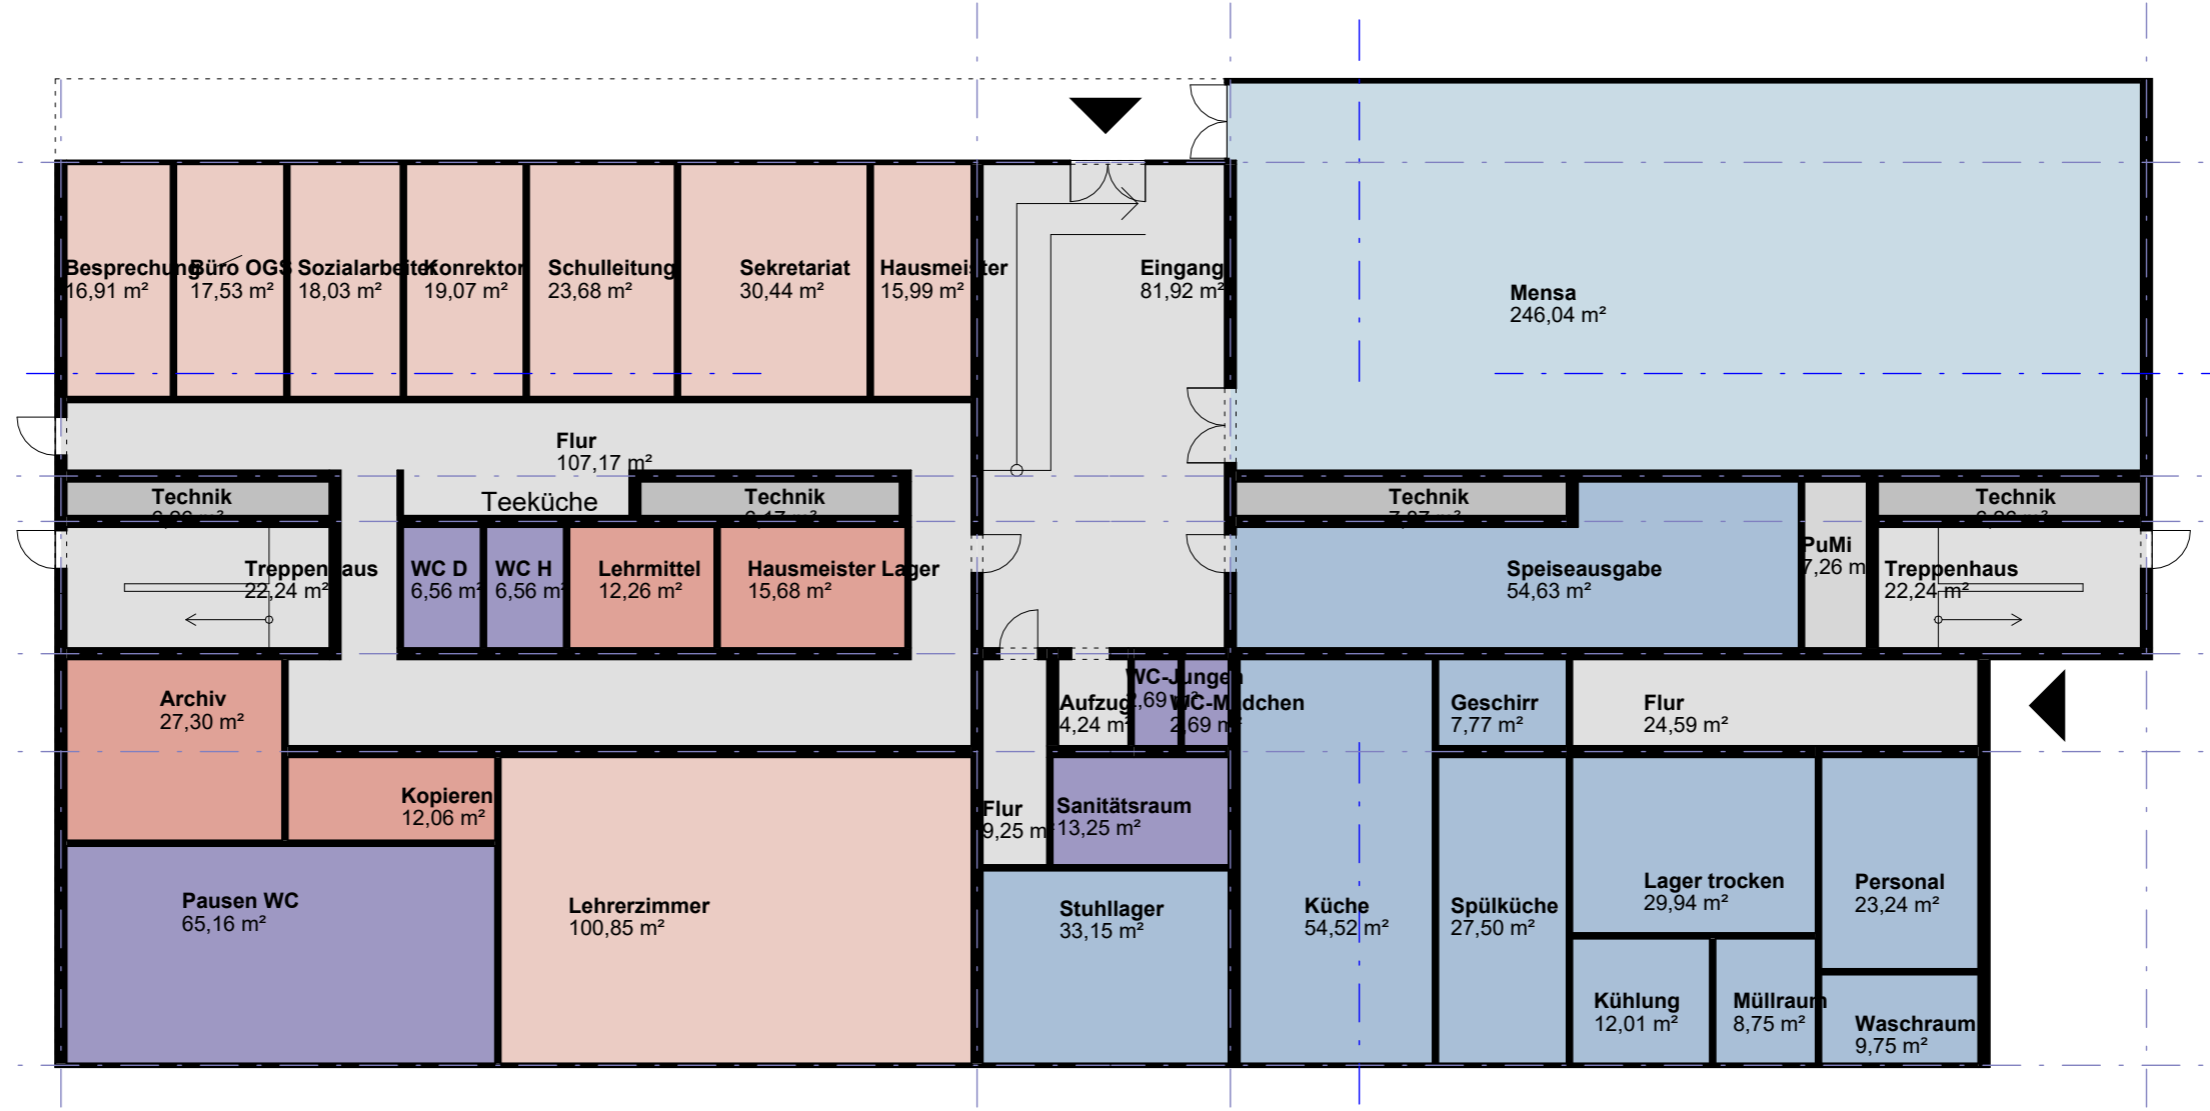 Besprechung
16,91 m²
Büro OGS
17,53 m²
Sozialarbeiter
18,03 m²
Konrektor
19,07 m²
Schulleitung
23,68 m²
Sekretariat
30,44 m²
Hausmeister
15,99 m²
Eingang
81,92 m²
Mensa
246,04 m²
Flur
107,17 m²
Technik
Teeküche
Technik
Technik
Technik
Treppenhaus
22,24 m²
WC D
6,56 m²
WC H
6,56 m²
Lehrmittel
12,26 m²
Hausmeister Lager
15,68 m²
Speiseausgabe
54,63 m²
PuMi
7,26 m
Treppenhaus
22,24 m²
Archiv
27,30 m²
Aufzug
4,24 m²
WC-Jungen
2,69 m²
WC-Mädchen
2,69 m²
Geschirr
7,77 m²
Flur
24,59 m²
Kopieren
12,06 m²
Flur
9,25 m²
Sanitätsraum
13,25 m²
Pausen WC
65,16 m²
Lehrerzimmer
100,85 m²
Stuhllager
33,15 m²
Küche
54,52 m²
Spülküche
27,50 m²
Lager trocken
29,94 m²
Personal
23,24 m²
Kühlung
12,01 m²
Müllraum
8,75 m²
Waschraum
9,75 m²